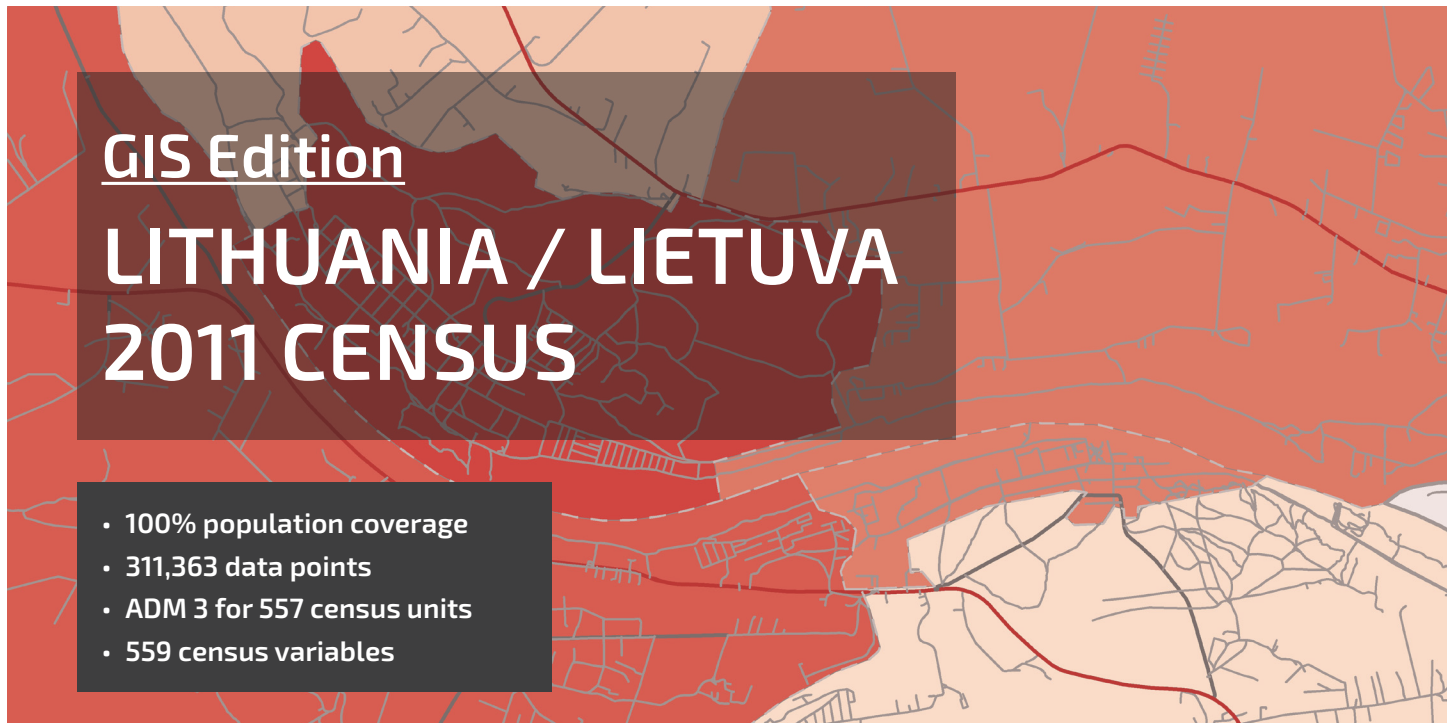 GIS Edition
LITHUANIA / LIETUVA
2011 CENSUS
• 100% population coverage
• 311,363 data points
• ADM 3 for 557 census units
• 559 census variables